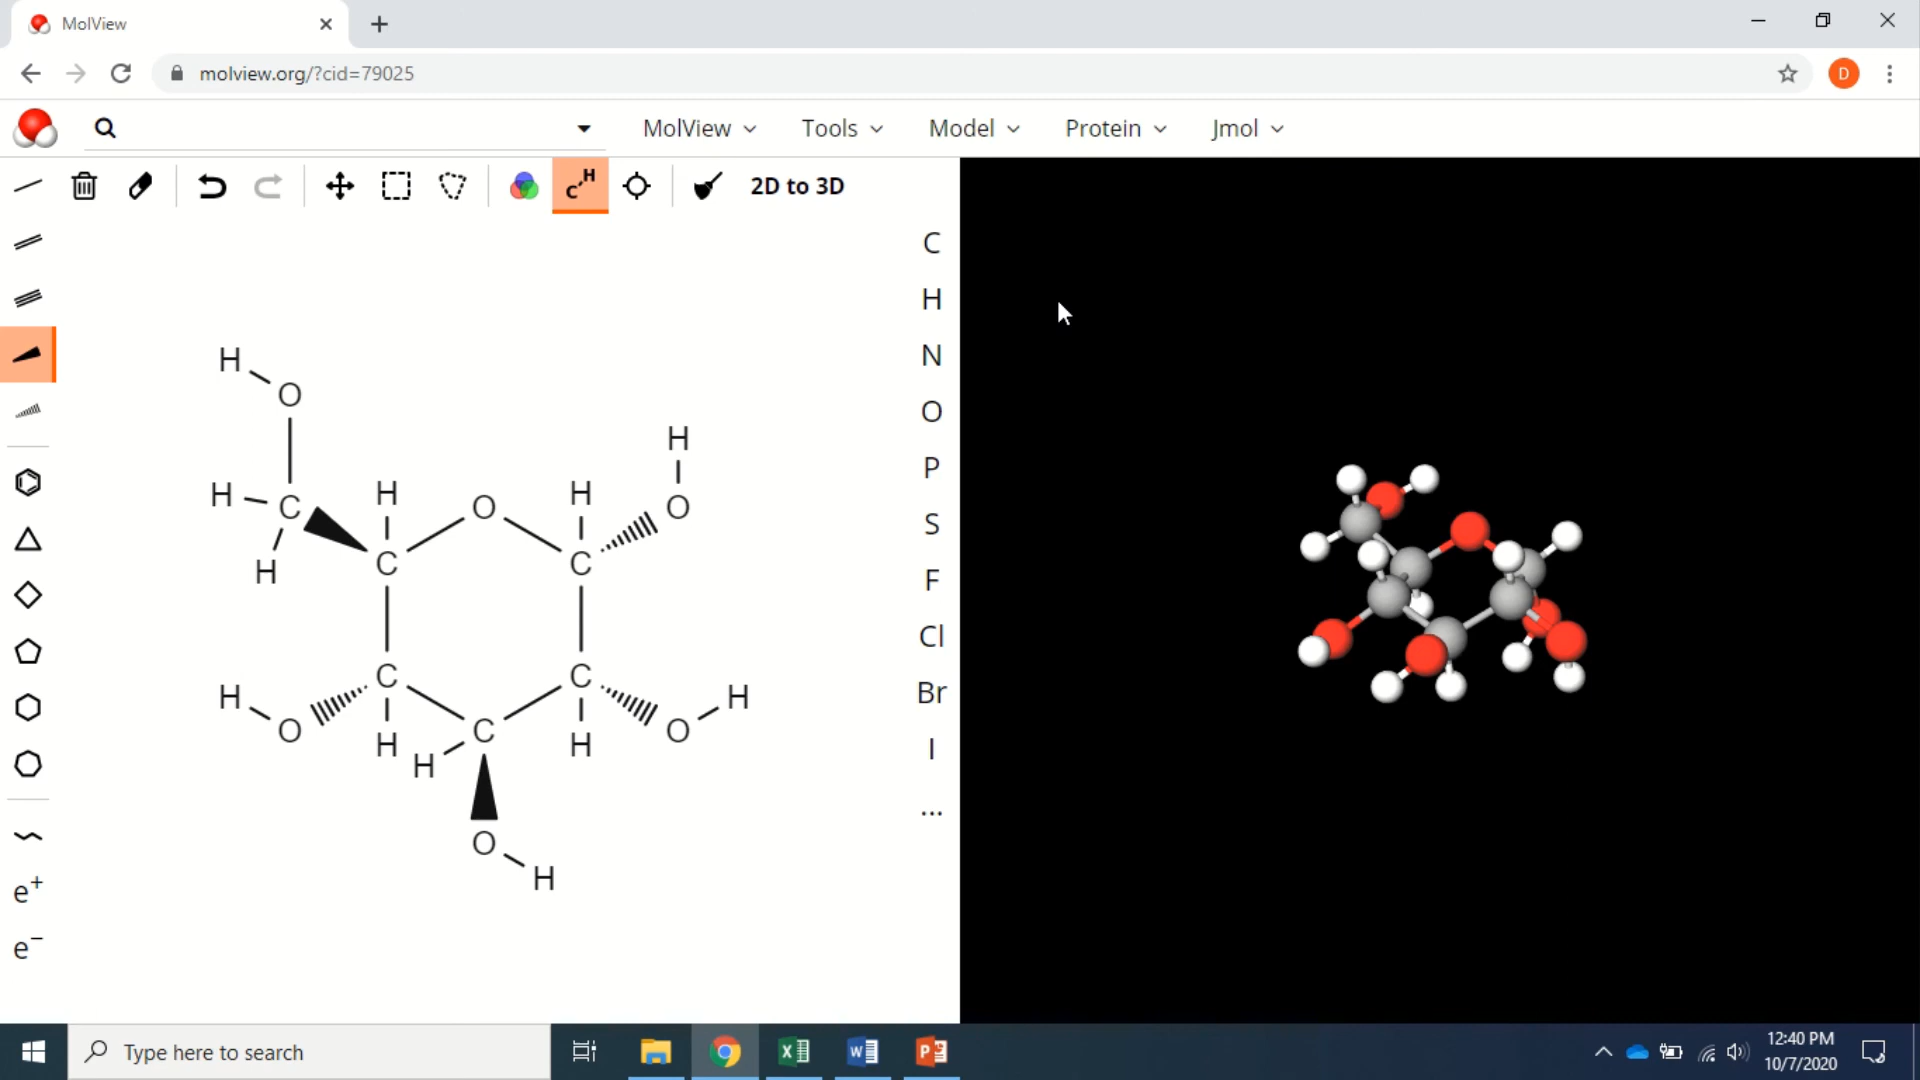 MolView
molview.org/?cid=79025
D
MolView Tools Model Protein Jmol
C H
2D to 3D
C
H
N
O
P
S
F
Cl
Br
I
...
e+
e−
H
O
H
H
H
H
O
H
O
H C
C
C
H
H
C
C
H
H
O
H
H
C
H
O
O
H
Type here to search
12:40 PM
10/7/2020